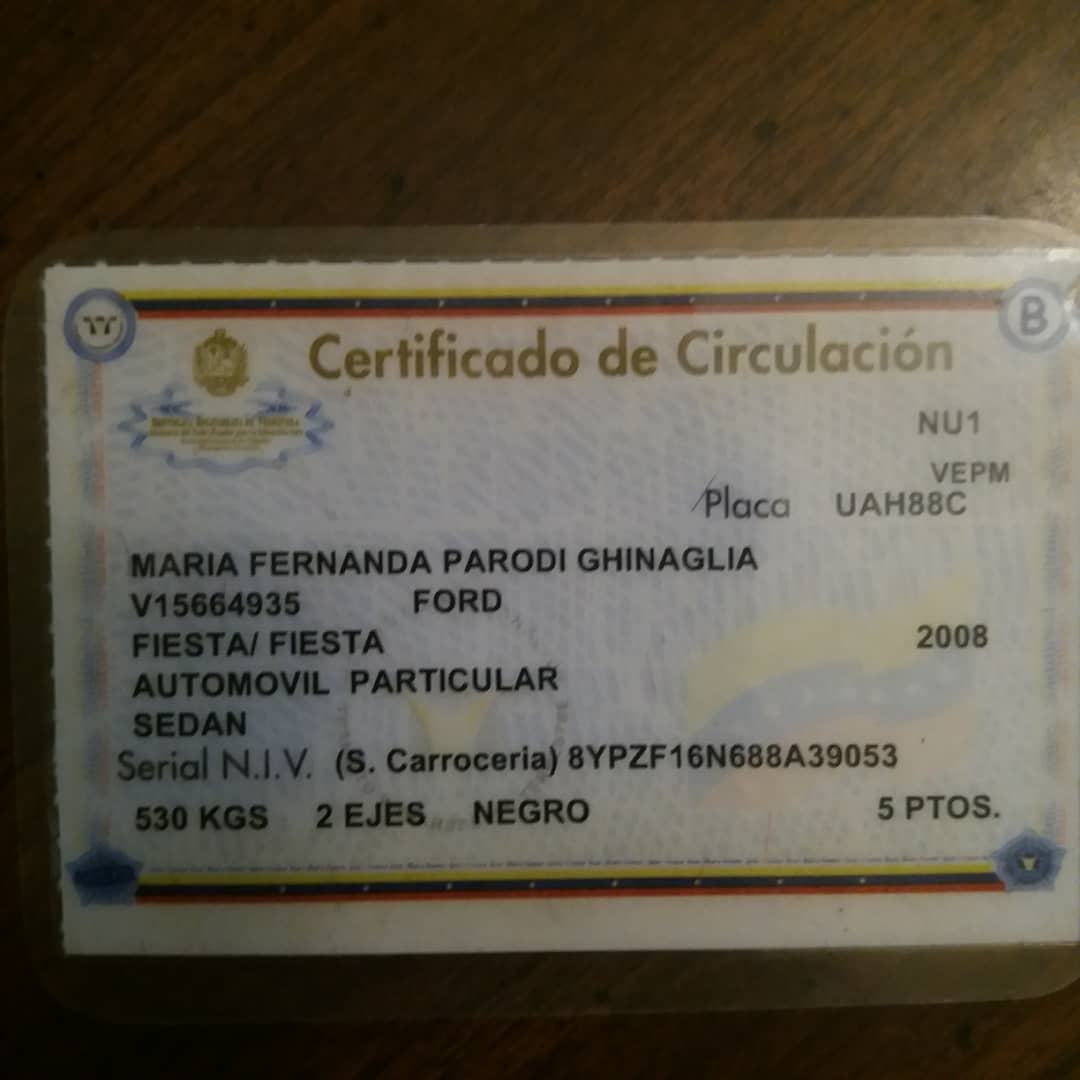 B
Certificado de Circulación
NU1
VEPM
Placa UAH88C
MARIA FERNANDA PARODI GHINAGLIA
V15664935 FORD
FIESTA/ FIESTA 2008
AUTOMOVIL PARTICULAR
SEDAN
Serial N.I.V. (S. Carroceria) 8YPZF16N688A39053
530 KGS 2 EJES NEGRO 5 PTOS.